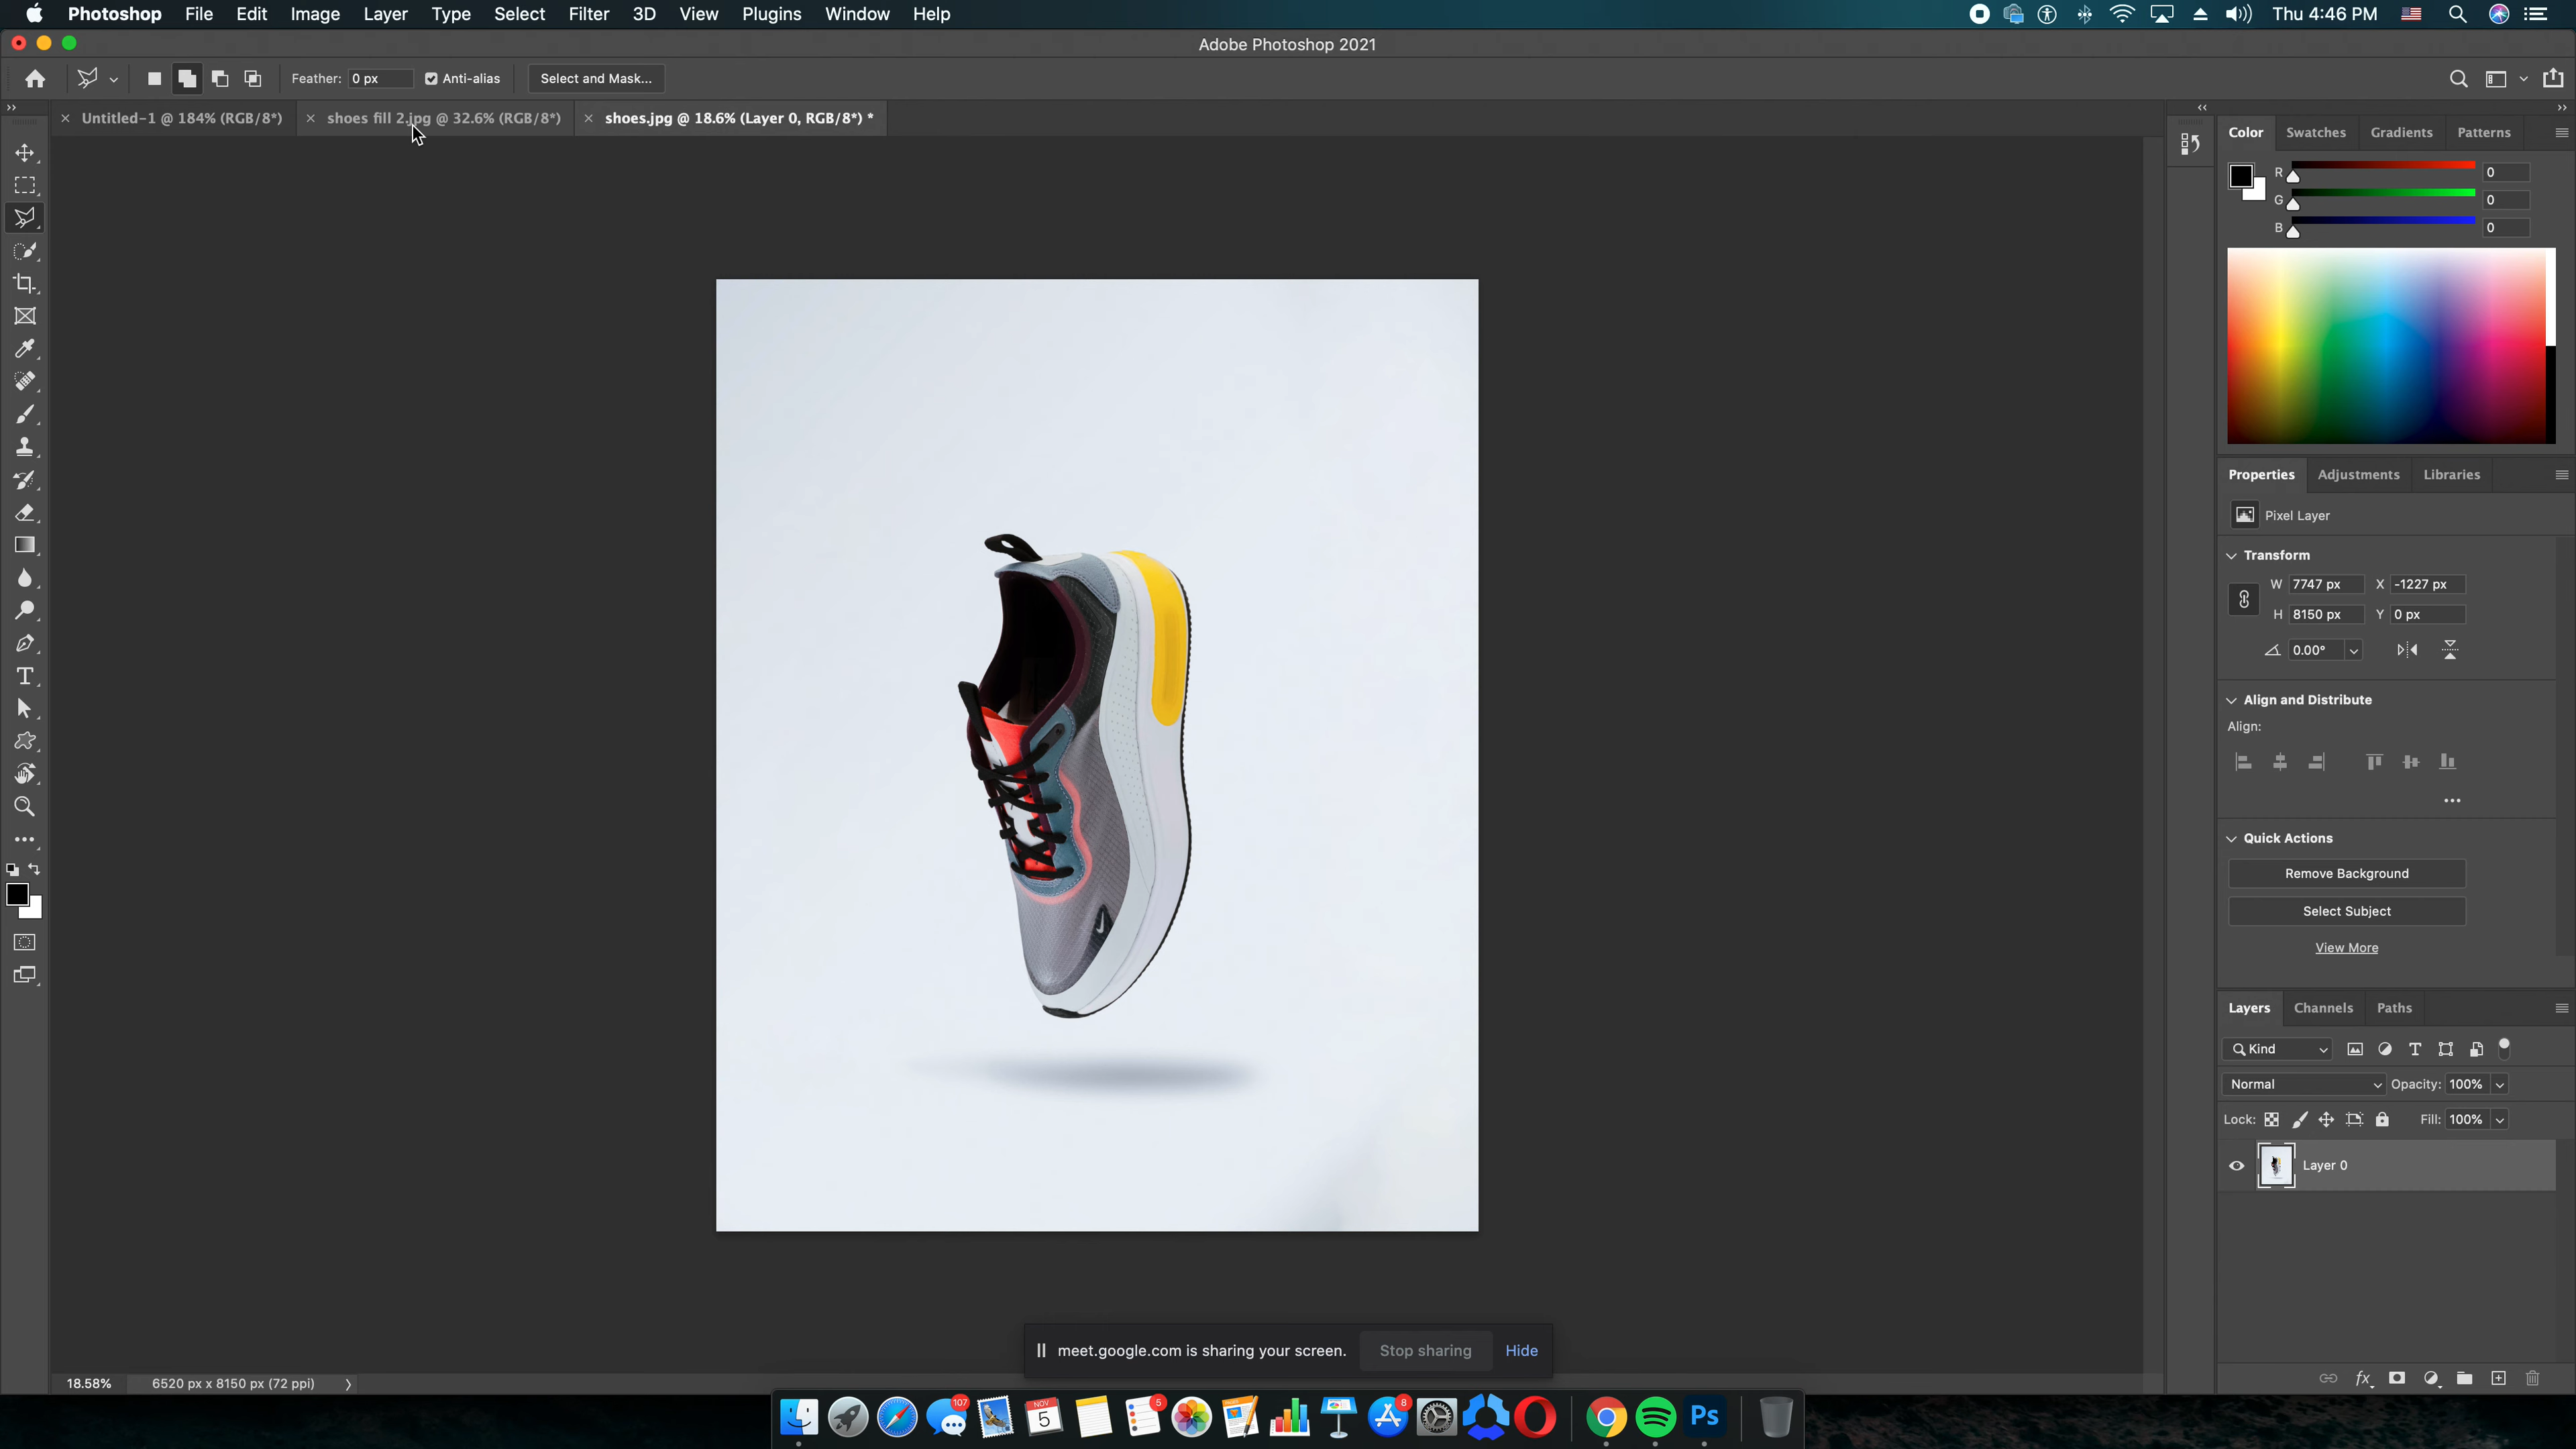 Photoshop File Edit Image Layer Type Select Filter 3D View Plugins Window Help Thu 4:46 PM
Adobe Photoshop 2021
Feather: 0 px Anti-alias Select and Mask...
Untitled-1 @ 184% (RGB/8*) shoes fill 2.jpg @ 32.6% (RGB/8*) shoes.jpg @ 18.6% (Layer 0, RGB/8*) *
Color Swatches Gradients Patterns
R 0
G 0
B 0
Properties Adjustments Libraries
Pixel Layer
Transform
W 7747 px X -1227 px
H 8150 px Y 0 px
0.00°
Align and Distribute
Align:
Quick Actions
Remove Background
Select Subject
View More
Layers Channels Paths
Kind
Normal Opacity: 100%
Lock: Fill: 100%
Layer 0
meet.google.com is sharing your screen. Stop sharing Hide
18.58% 6520 px x 8150 px (72 ppi)
107
NOV
5
5
8
Ps